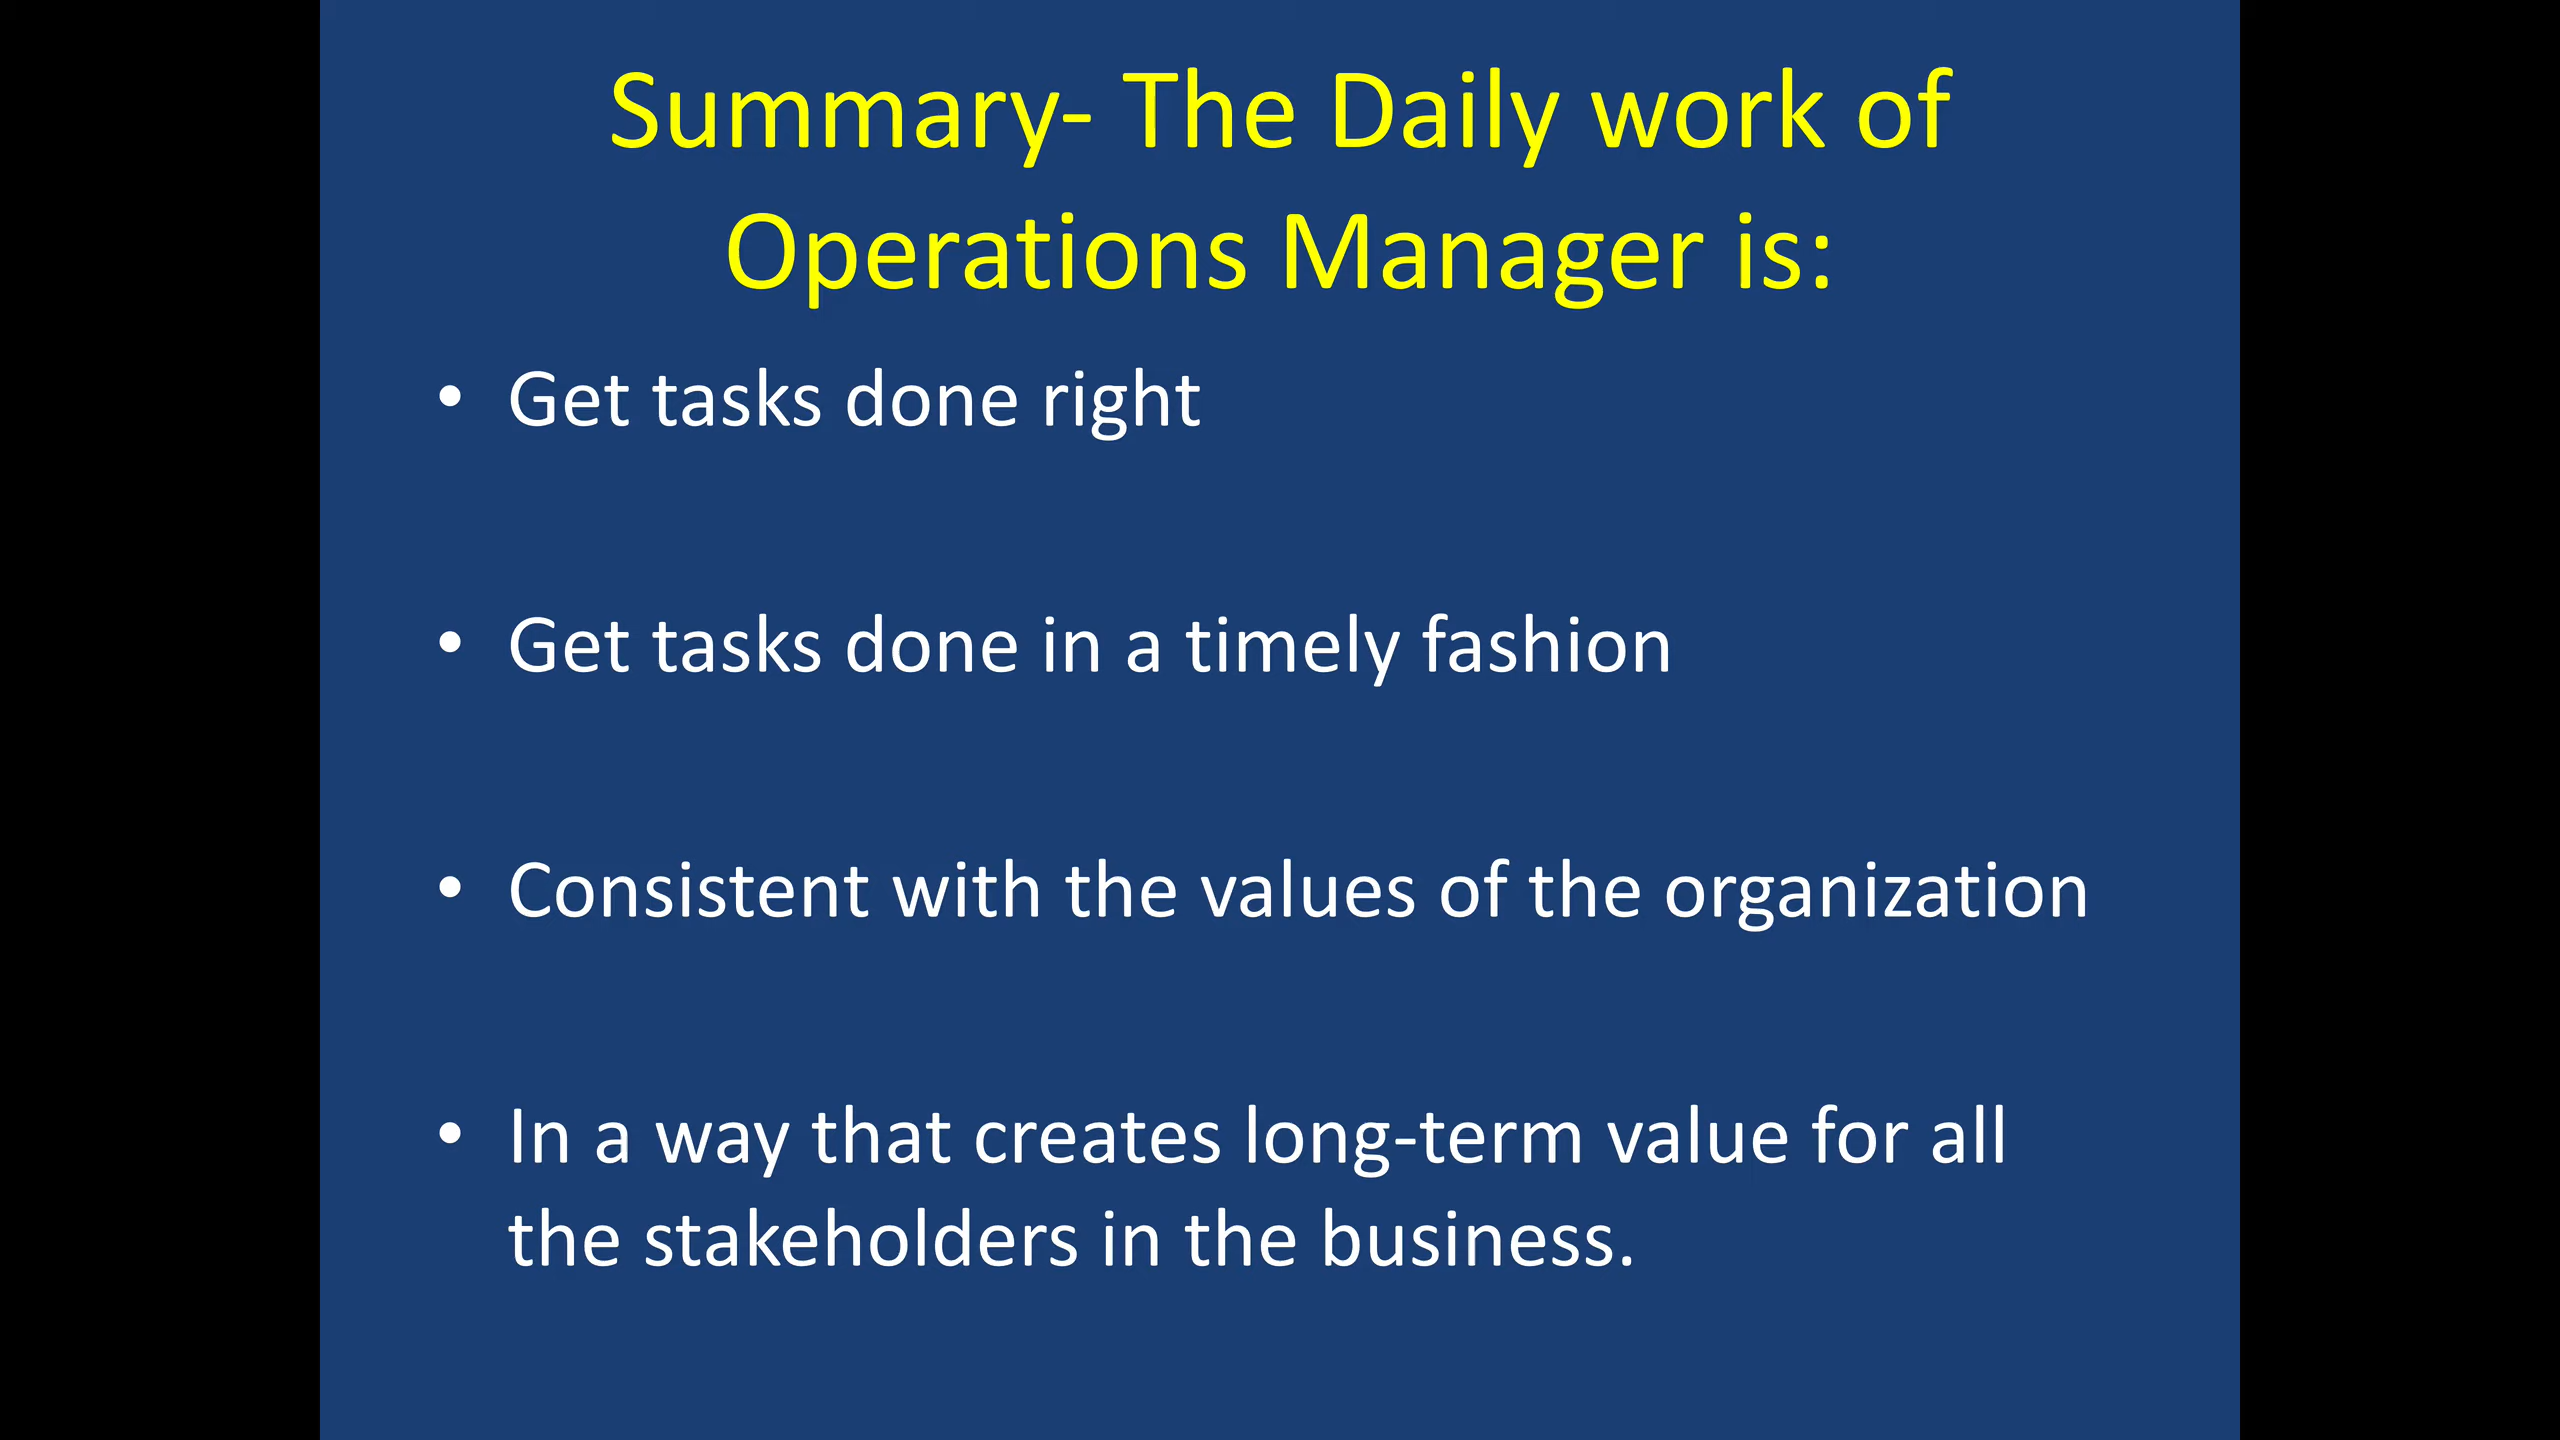 Summary- The Daily work of
Operations Manager is:
• Get tasks done right
• Get tasks done in a timely fashion
• Consistent with the values of the organization
• In a way that creates long-term value for all
the stakeholders in the business.